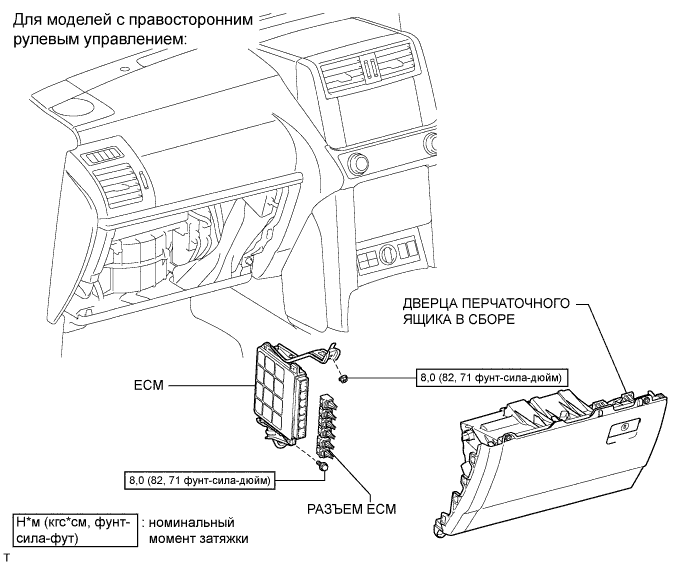 Для моделей с правосторонним
рулевым управлением:
ДВЕРЦА ПЕРЧАТОЧНОГО
ЯЩИКА В СБОРЕ
8,0 (82, 71 фунт-сила-дюйм)
ECM
8,0 (82, 71 фунт-сила-дюйм)
РАЗЪЕМ ECM
Н*м (кгс*см, фунт-
сила-фут)
: номинальный
момент затяжки
T